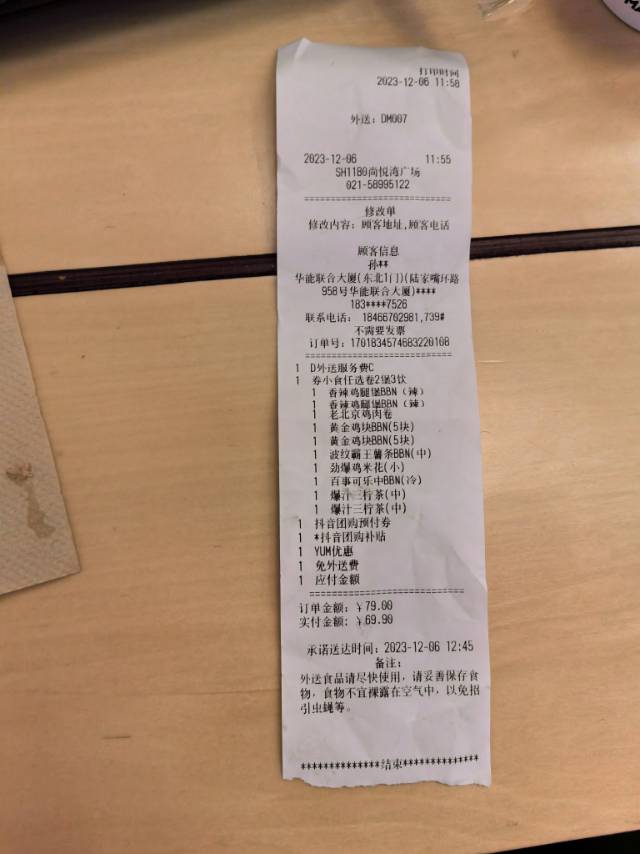 打印时间
2023-12-06 11:58
外送：DM007
2023-12-06 11:55
SH1180尚悦湾广场
021-58995122
修改单
修改内容：顾客地址,顾客电话
顾客信息
孙**
华能联合大厦(东北1门)(陆家嘴环路
958号华能联合大厦)****
183****7526
联系电话： 18466702981,739#
不需要发票
订单号：1701834574683220108
1 D外送服务费C
1 券小食任选卷2堡3饮
1 香辣鸡腿堡BBN（辣）
1 香辣鸡腿堡BBN（辣）
1 老北京鸡肉卷
1 黄金鸡块BBN(5块)
1 黄金鸡块BBN(5块)
1 波纹霸王薯条BBN(中)
1 劲爆鸡米花(小)
1 百事可乐中BBN(冷)
1 爆汁三柠茶(中)
1 爆汁三柠茶(中)
1 抖音团购预付券
1 *抖音团购补贴
1 YUM优惠
1 免外送费
1 应付金额
订单金额：￥79.00
实付金额：￥69.90
承诺送达时间：2023-12-06 12:45
备注：
外送食品请尽快使用，请妥善保存食
物，食物不宜裸露在空气中，以免招
引虫蝇等。
**************结束**************